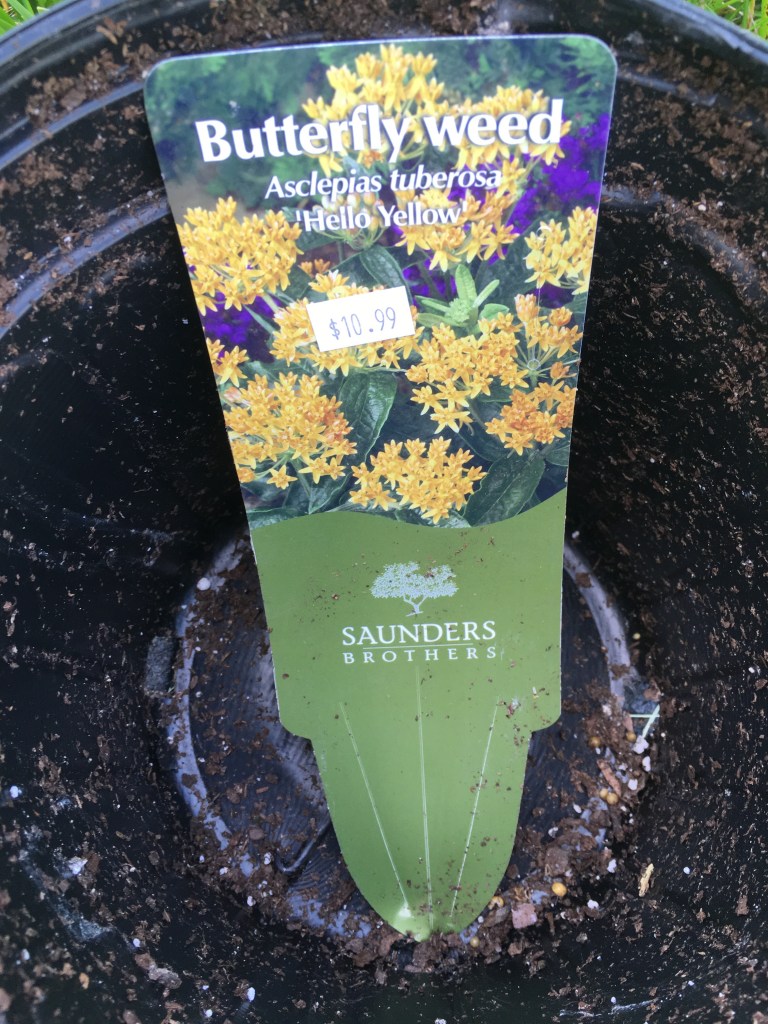 Butterfly weed
Asclepias tuberosa
'Hello Yellow'
$10.99
SAUNDERS
BROTHERS